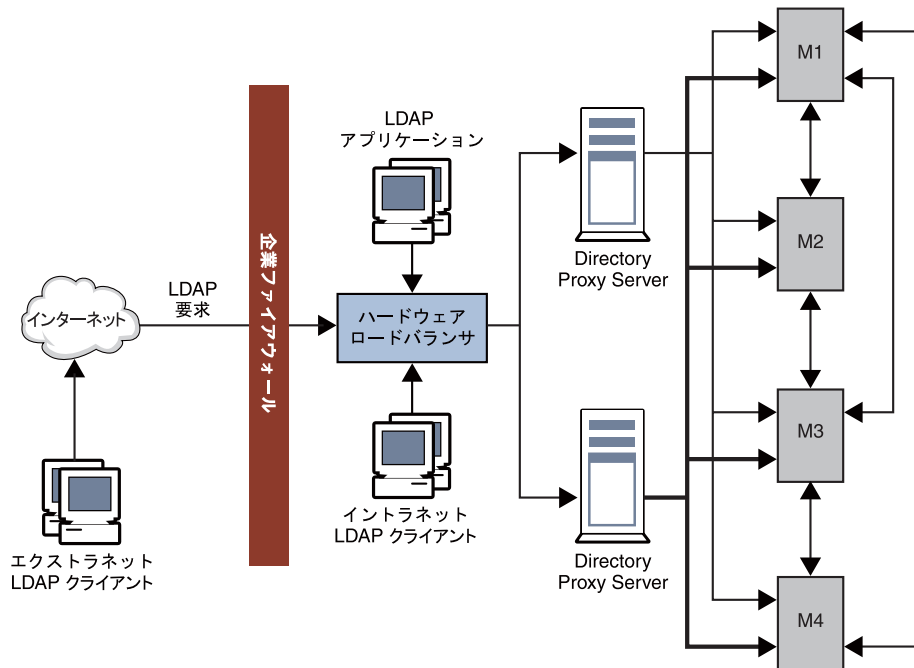 インターネット
エクストラネット
LDAP クライアント
LDAP
要求
企業ファイアウォール
LDAP
アプリケーション
ハードウェア
ロードバランサ
イントラネット
LDAP クライアント
Directory
Proxy Server
Directory
Proxy Server
M1
M2
M3
M4